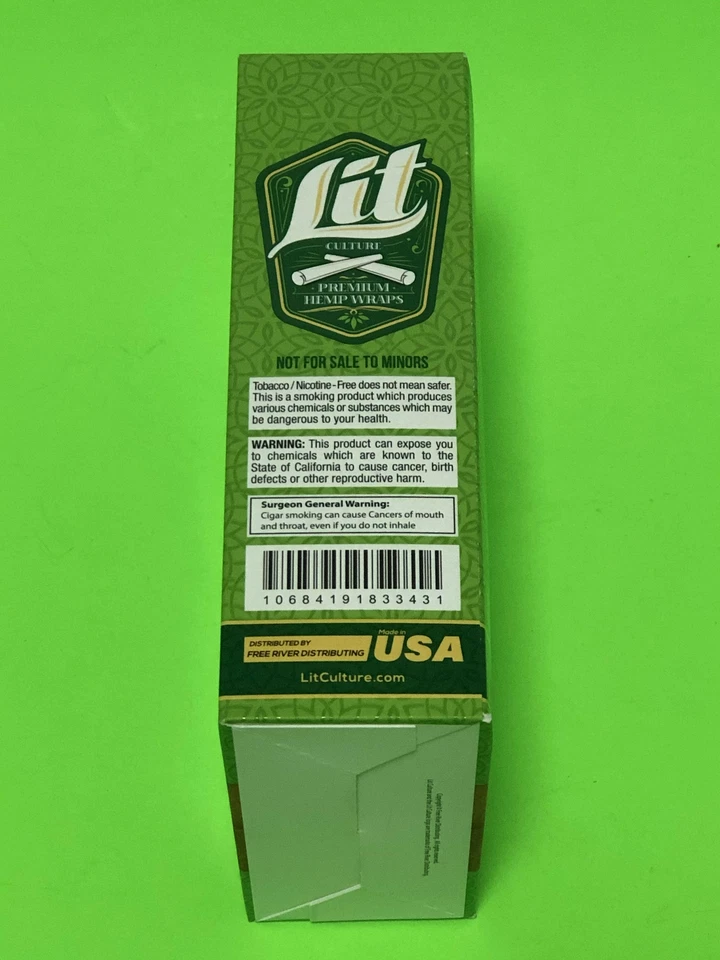 Lit
CULTURE
PREMIUM
HEMP WRAPS
NOT FOR SALE TO MINORS
Tobacco / Nicotine - Free does not mean safer.
This is a smoking product which produces
various chemicals or substances which may
be dangerous to your health.
WARNING: This product can expose you
to chemicals which are known to the
State of California to cause cancer, birth
defects or other reproductive harm.
Surgeon General Warning:
Cigar smoking can cause Cancers of mouth
and throat, even if you do not inhale
10684191833431
DISTRIBUTED BY
FREE RIVER DISTRIBUTING
Made in
USA
LitCulture.com